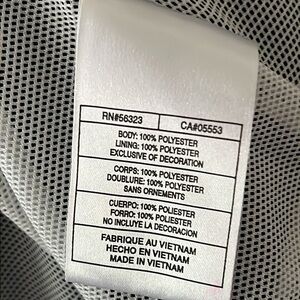 RN#56323 CA#05553
BODY: 100% POLYESTER
LINING: 100% POLYESTER
EXCLUSIVE OF DECORATION
CORPS: 100% POLYESTER
DOUBLURE: 100% POLYESTER
SANS ORNEMENTS
CUERPO: 100% POLIESTER
FORRO: 100% POLIESTER
NO INCLUYE LA DECORACION
FABRIQUE AU VIETNAM
HECHO EN VIETNAM
MADE IN VIETNAM